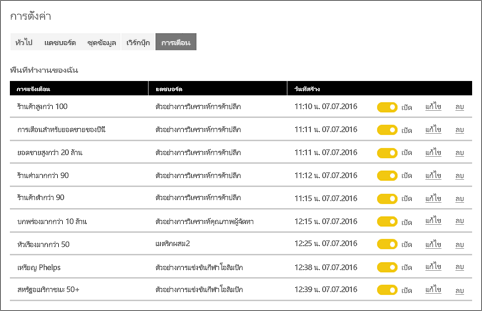 การตั้งค่า
ทั่วไป แดชบอร์ด ชุดข้อมูล เวิร์กบุ๊ก การเตือน
พื้นที่ทำงานของฉัน
การแจ้งเตือน แดชบอร์ด วันที่สร้าง
ร้านค้าสูงกว่า 100 ตัวอย่างการวิเคราะห์การค้าปลีก 11:10 น. 07.07.2016 เปิด แก้ไข ลบ
การเตือนสำหรับยอดขายของปีนี้ ตัวอย่างการวิเคราะห์การค้าปลีก 11:11 น. 07.07.2016 เปิด แก้ไข ลบ
ยอดขายสูงกว่า 20 ล้าน ตัวอย่างการวิเคราะห์การค้าปลีก 11:11 น. 07.07.2016 เปิด แก้ไข ลบ
ร้านค้ามากกว่า 90 ตัวอย่างการวิเคราะห์การค้าปลีก 11:12 น. 07.07.2016 เปิด แก้ไข ลบ
ร้านค้าต่ำกว่า 90 ตัวอย่างการวิเคราะห์การค้าปลีก 11:15 น. 07.07.2016 เปิด แก้ไข ลบ
บกพร่องมากกว่า 10 ล้าน ตัวอย่างการวิเคราะห์คุณภาพผู้จัดหา 12:15 น. 07.07.2016 เปิด แก้ไข ลบ
หัวเรื่องมากกว่า 50 เมทริกผสม2 12:25 น. 07.07.2016 เปิด แก้ไข ลบ
เหรียญ Phelps ตัวอย่างการแข่งขันกีฬาโอลิมปิก 12:38 น. 07.07.2016 เปิด แก้ไข ลบ
สหรัฐอเมริกาชนะ 50+ ตัวอย่างการแข่งขันกีฬาโอลิมปิก 12:39 น. 07.07.2016 เปิด แก้ไข ลบ